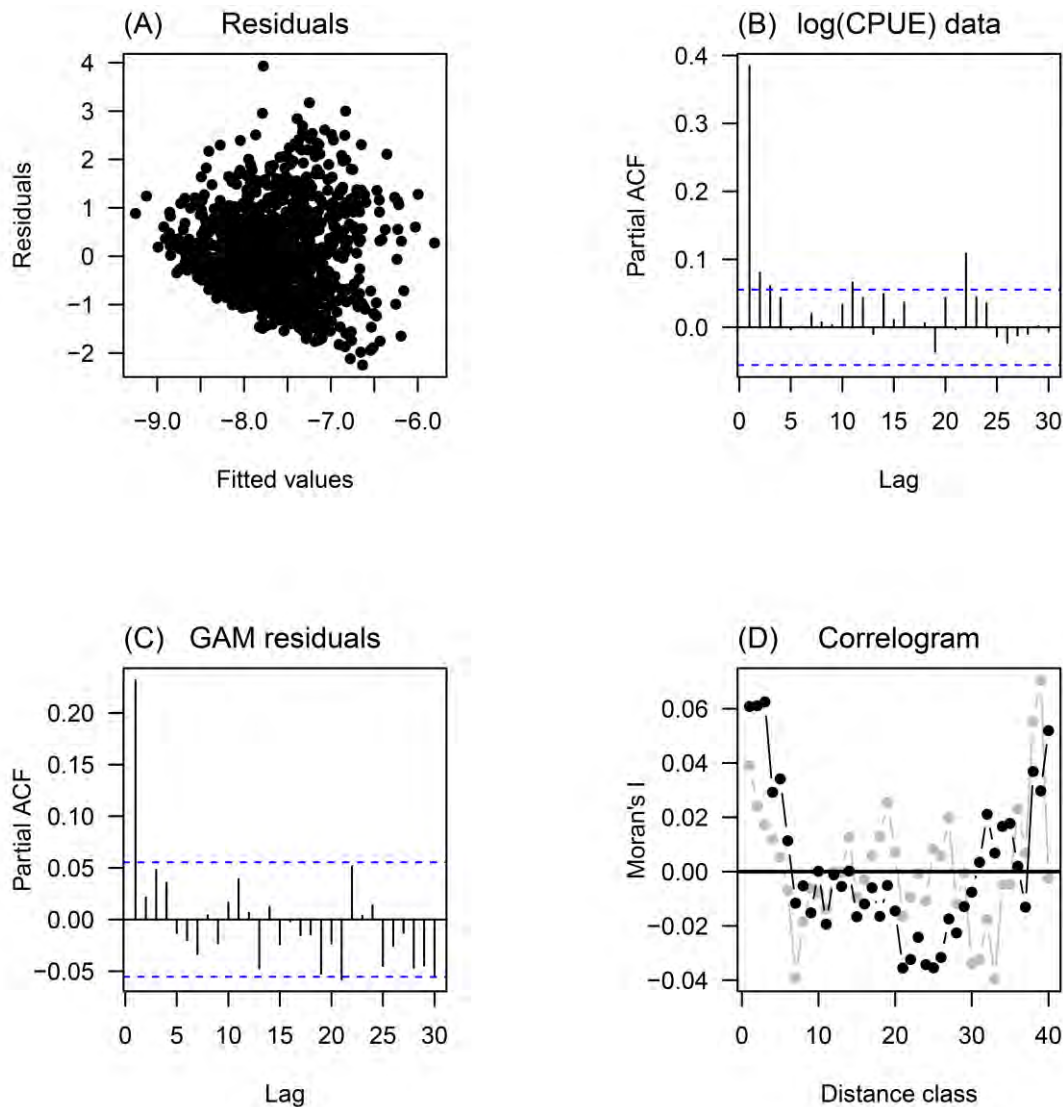 (A) Residuals
4
3
2
1
0
−1
−2
Residuals
−9.0 −8.0 −7.0 −6.0
Fitted values
(B) log(CPUE) data
0.4
0.3
0.2
0.1
0.0
Partial ACF
0 5 10 15 20 25 30
Lag
(C) GAM residuals
0.20
0.15
0.10
0.05
0.00
−0.05
Partial ACF
0 5 10 15 20 25 30
Lag
(D) Correlogram
0.06
0.04
0.02
0.00
−0.02
−0.04
Moran's I
0 10 20 30 40
Distance class